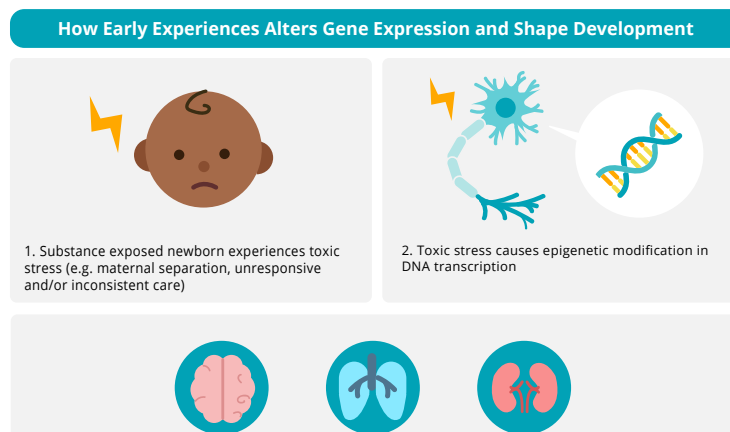 How Early Experiences Alters Gene Expression and Shape Development
1. Substance exposed newborn experiences toxic
stress (e.g. maternal separation, unresponsive
and/or inconsistent care)
2. Toxic stress causes epigenetic modification in
DNA transcription